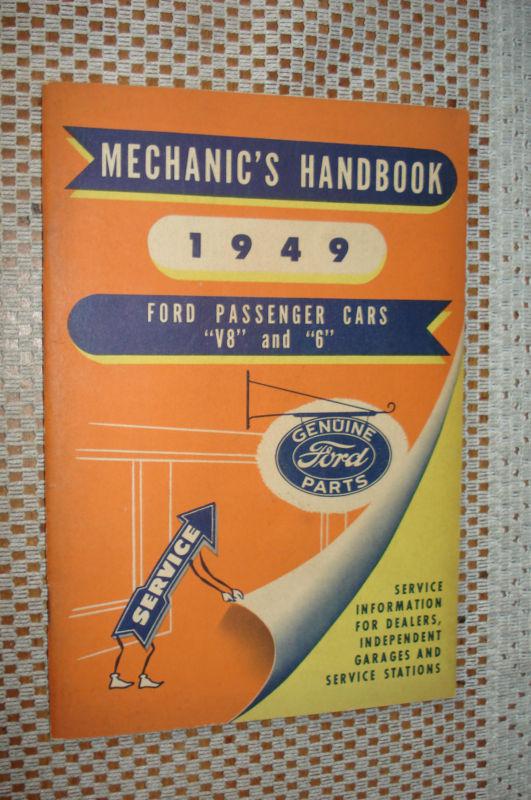 MECHANIC'S HANDBOOK
1949
FORD PASSENGER CARS
"V8" and "6"
GENUINE
Ford
PARTS
SERVICE
SERVICE
INFORMATION
FOR DEALERS,
INDEPENDENT
GARAGES AND
SERVICE STATIONS